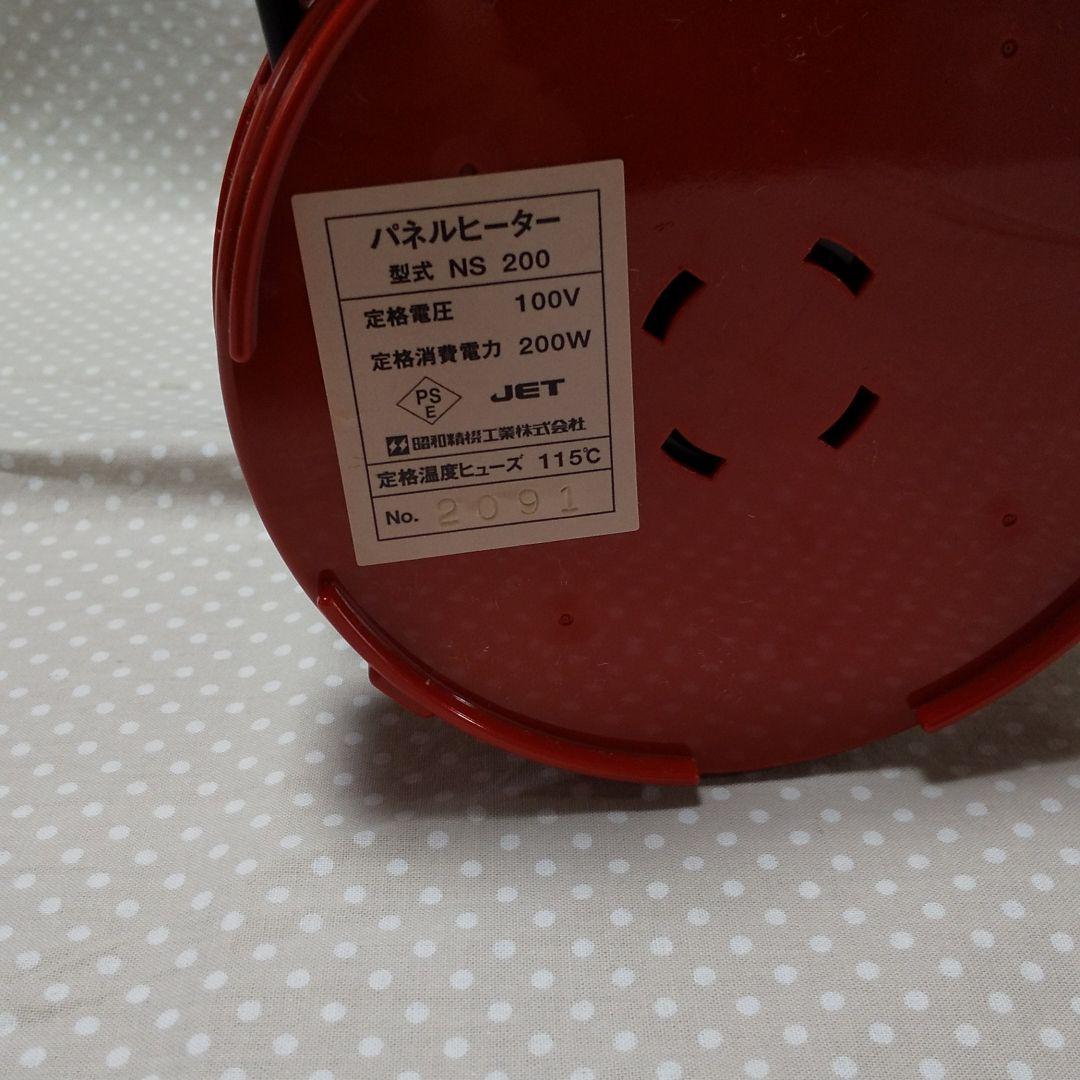 パネルヒーター
型式 NS 200
定格電圧 100V
定格消費電力 200W
PS
E JET
昭和精機工業株式会社
定格温度ヒューズ 115℃
No. 2091